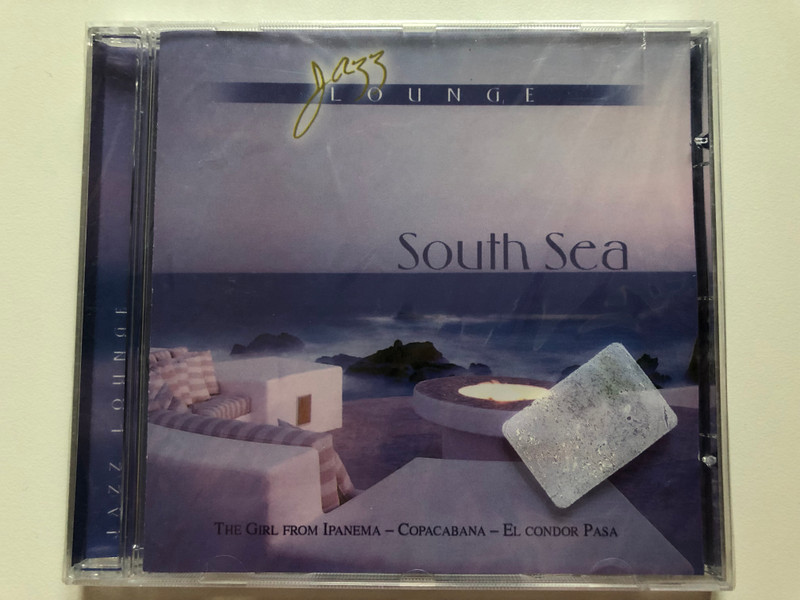 Jazz
LOUNGE
South Sea
THE GIRL FROM IPANEMA – COPACABANA – EL CONDOR PASA
JAZZ LOUNGE